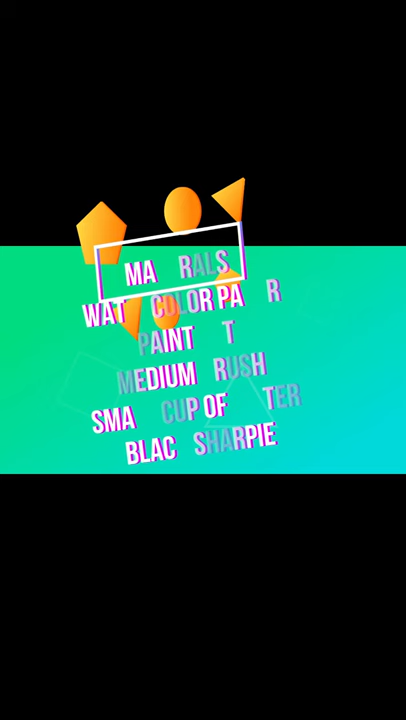 MA RALS
WAT COLOR PA R
PAINT T
MEDIUM RUSH
SMA CUP OF TER
BLAC SHARPIE